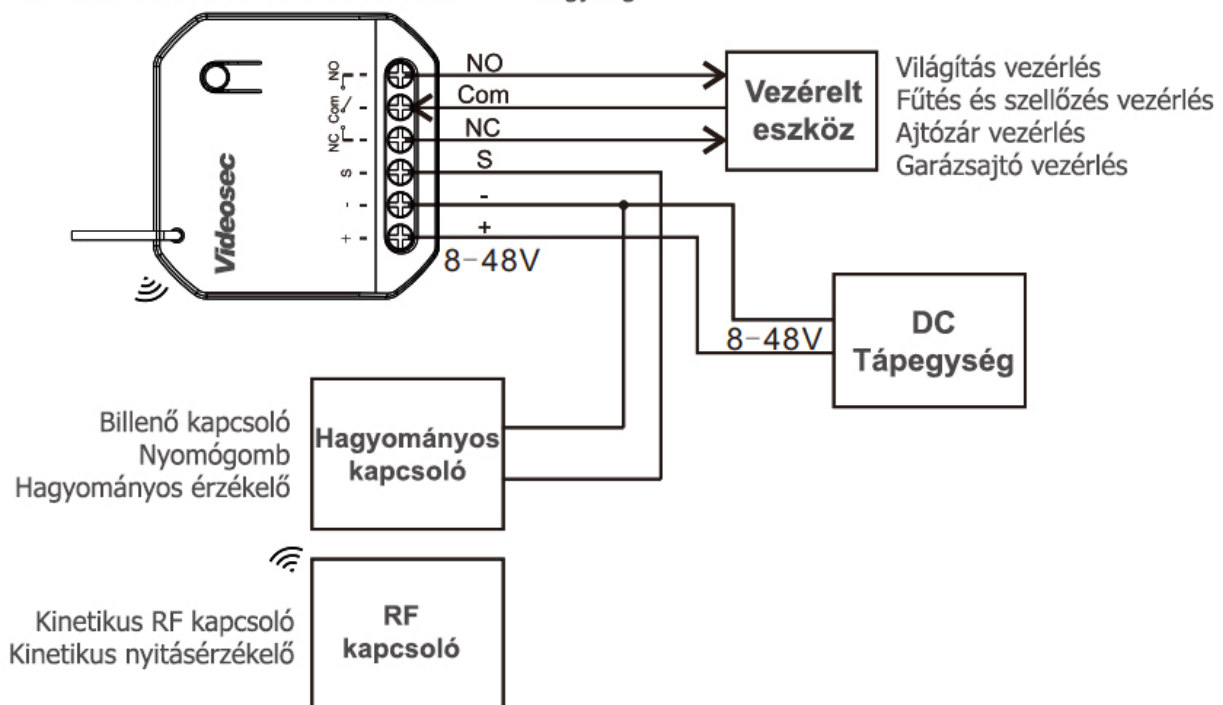 NO
Com
NC
S
-
+
8-48V
NO
Com
NC
S
-
+
Videosec
Vezérelt
eszköz
Világítás vezérlés
Fűtés és szellőzés vezérlés
Ajtózár vezérlés
Garázsajtó vezérlés
8-48V
DC
Tápegység
Billenő kapcsoló
Nyomógomb
Hagyományos érzékelő
Hagyományos
kapcsoló
Kinetikus RF kapcsoló
Kinetikus nyitásérzékelő
RF
kapcsoló